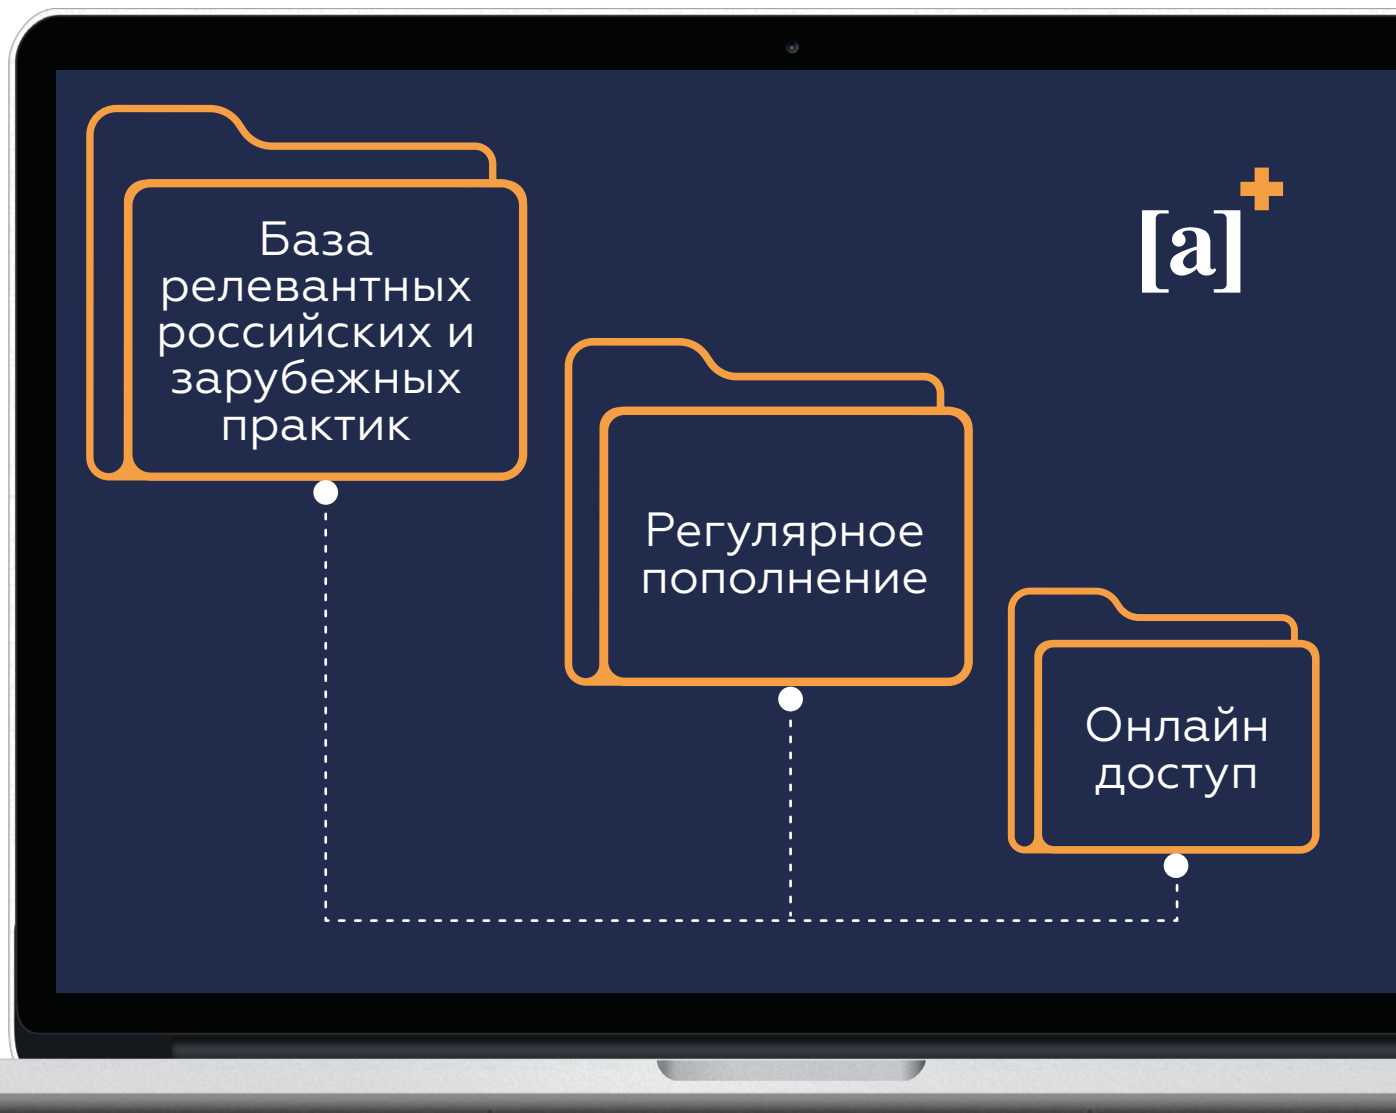 База
релевантных
российских и
зарубежных
практик
[a]+
Регулярное
пополнение
Онлайн
доступ